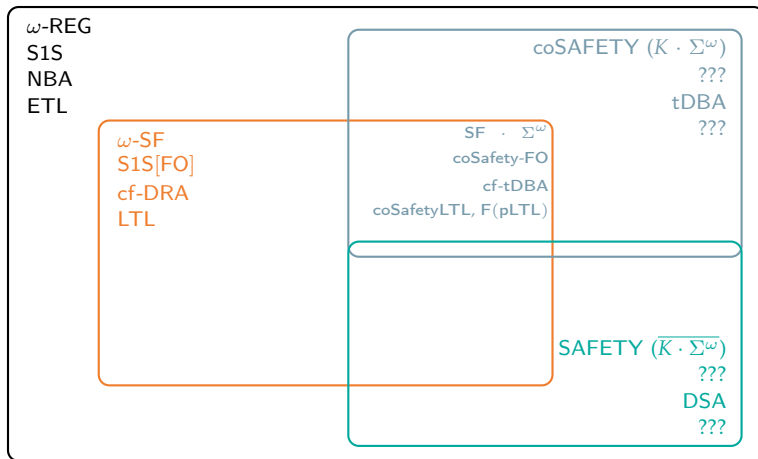 ω-REG
S1S
NBA
ETL
coSAFETY (K · Σ^ω)
???
tDBA
???
ω-SF
S1S[FO]
cf-DRA
LTL
SF · Σ^ω
coSafety-FO
cf-tDBA
coSafetyLTL, F(pLTL)
SAFETY (\overline{K · Σ^ω})
???
DSA
???